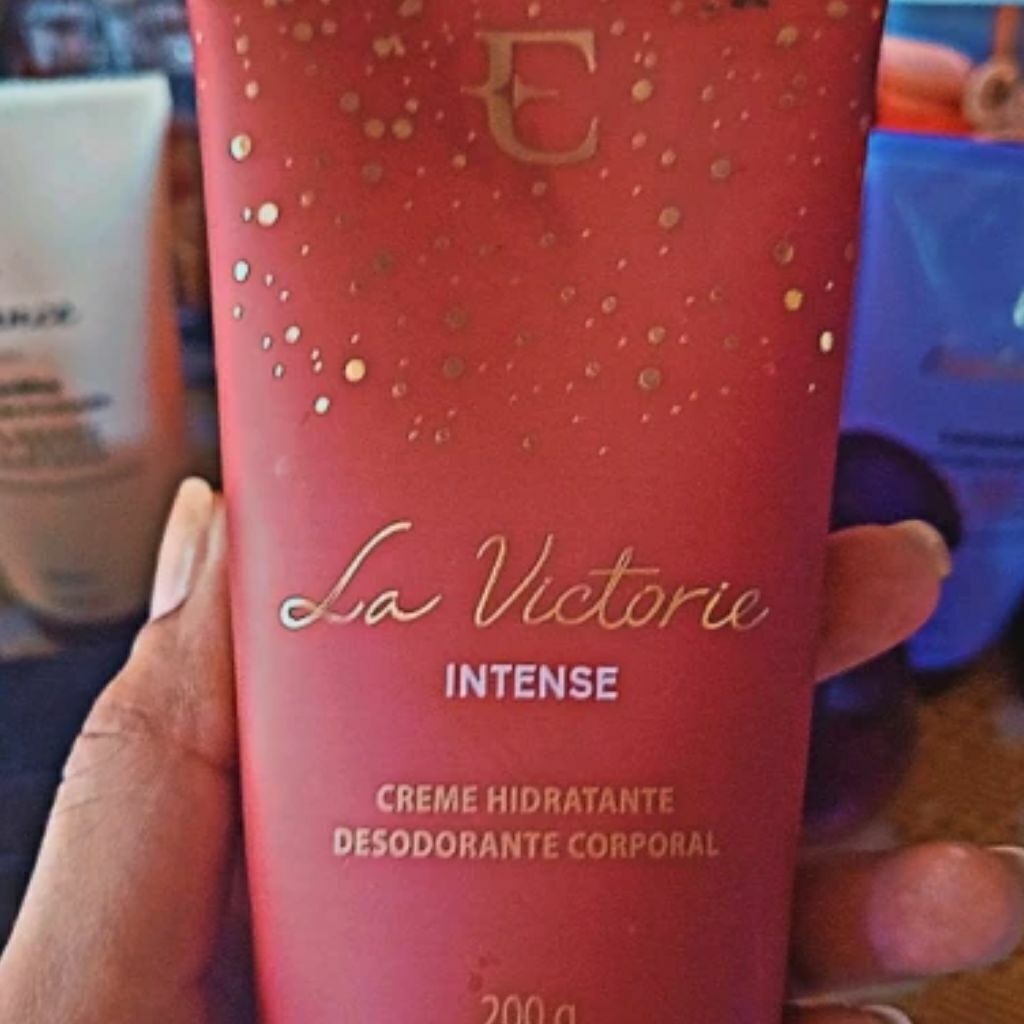 E
La Victorie
INTENSE
CREME HIDRATANTE
DESODORANTE CORPORAL
200 g